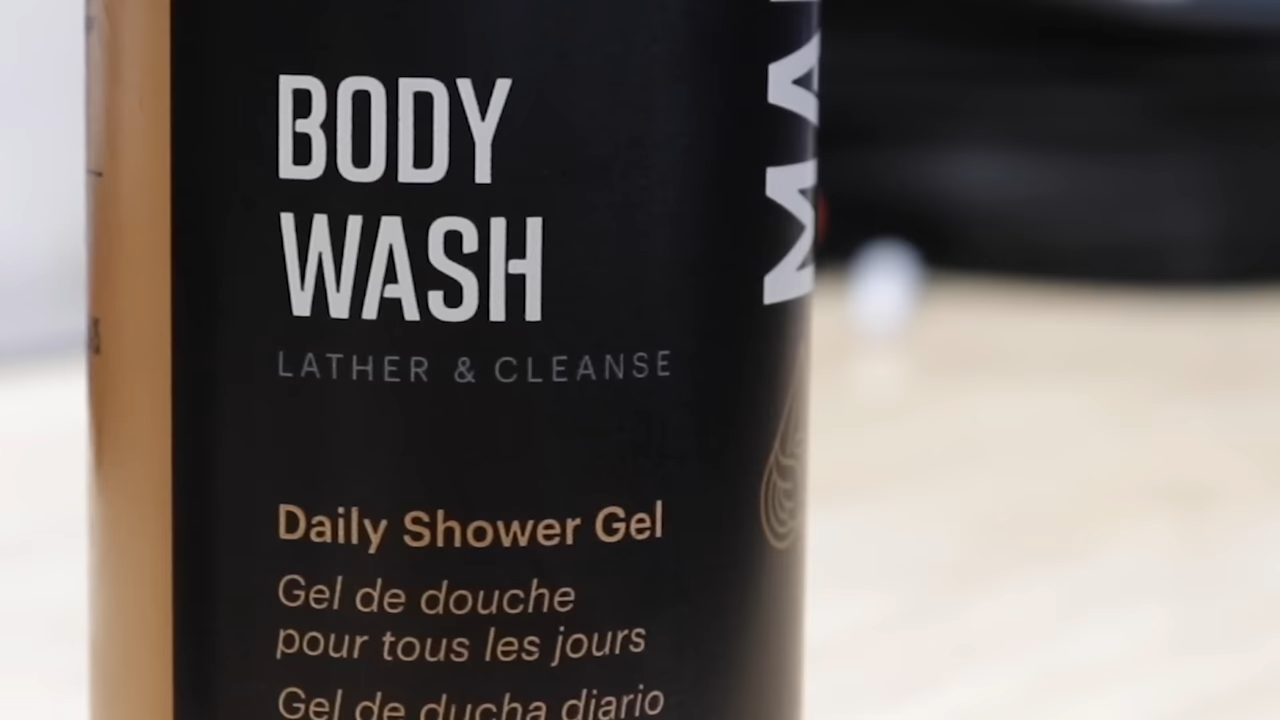 BODY
WASH
LATHER & CLEANSE
Daily Shower Gel
Gel de douche
pour tous les jours
Gel de ducha diario